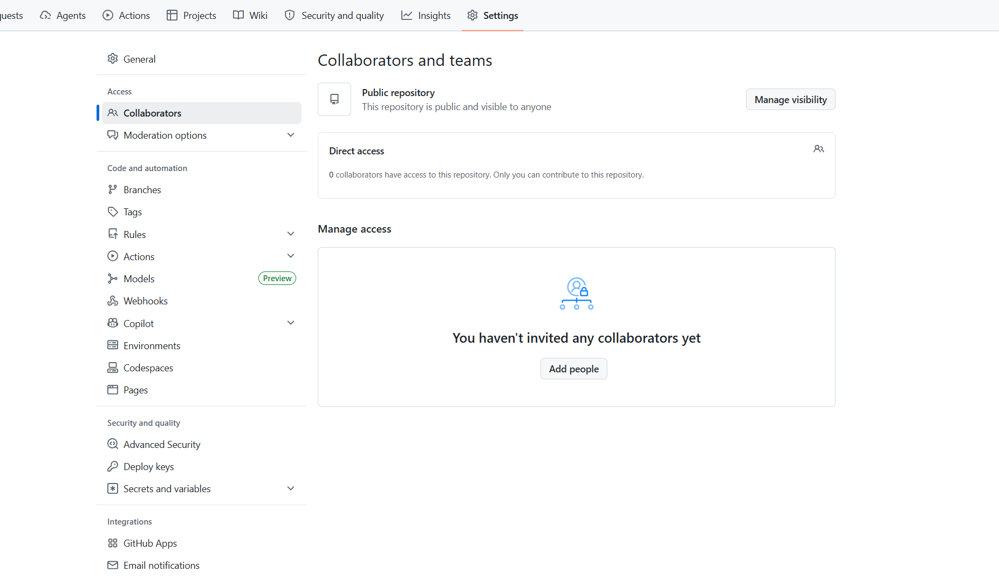 Agents
Actions
Projects
Wiki
Security and quality
Insights
Settings
General
Access
Collaborators
Moderation options
Code and automation
Branches
Tags
Rules
Actions
Models
Preview
Webhooks
Copilot
Environments
Codespaces
Pages
Security and quality
Advanced Security
Deploy keys
Secrets and variables
Integrations
GitHub Apps
Email notifications
Collaborators and teams
Public repository
This repository is public and visible to anyone
Manage visibility
Direct access
0 collaborators have access to this repository. Only you can contribute to this repository.
Manage access
You haven't invited any collaborators yet
Add people